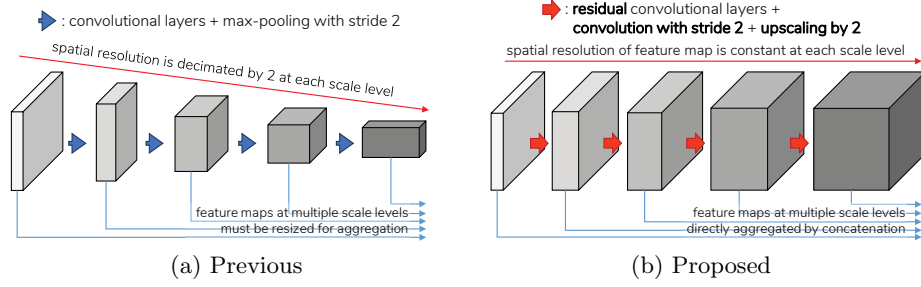 : convolutional layers + max-pooling with stride 2
spatial resolution is decimated by 2 at each scale level
feature maps at multiple scale levels
must be resized for aggregation
(a) Previous
: residual convolutional layers +
convolution with stride 2 + upscaling by 2
spatial resolution of feature map is constant at each scale level
feature maps at multiple scale levels
directly aggregated by concatenation
(b) Proposed